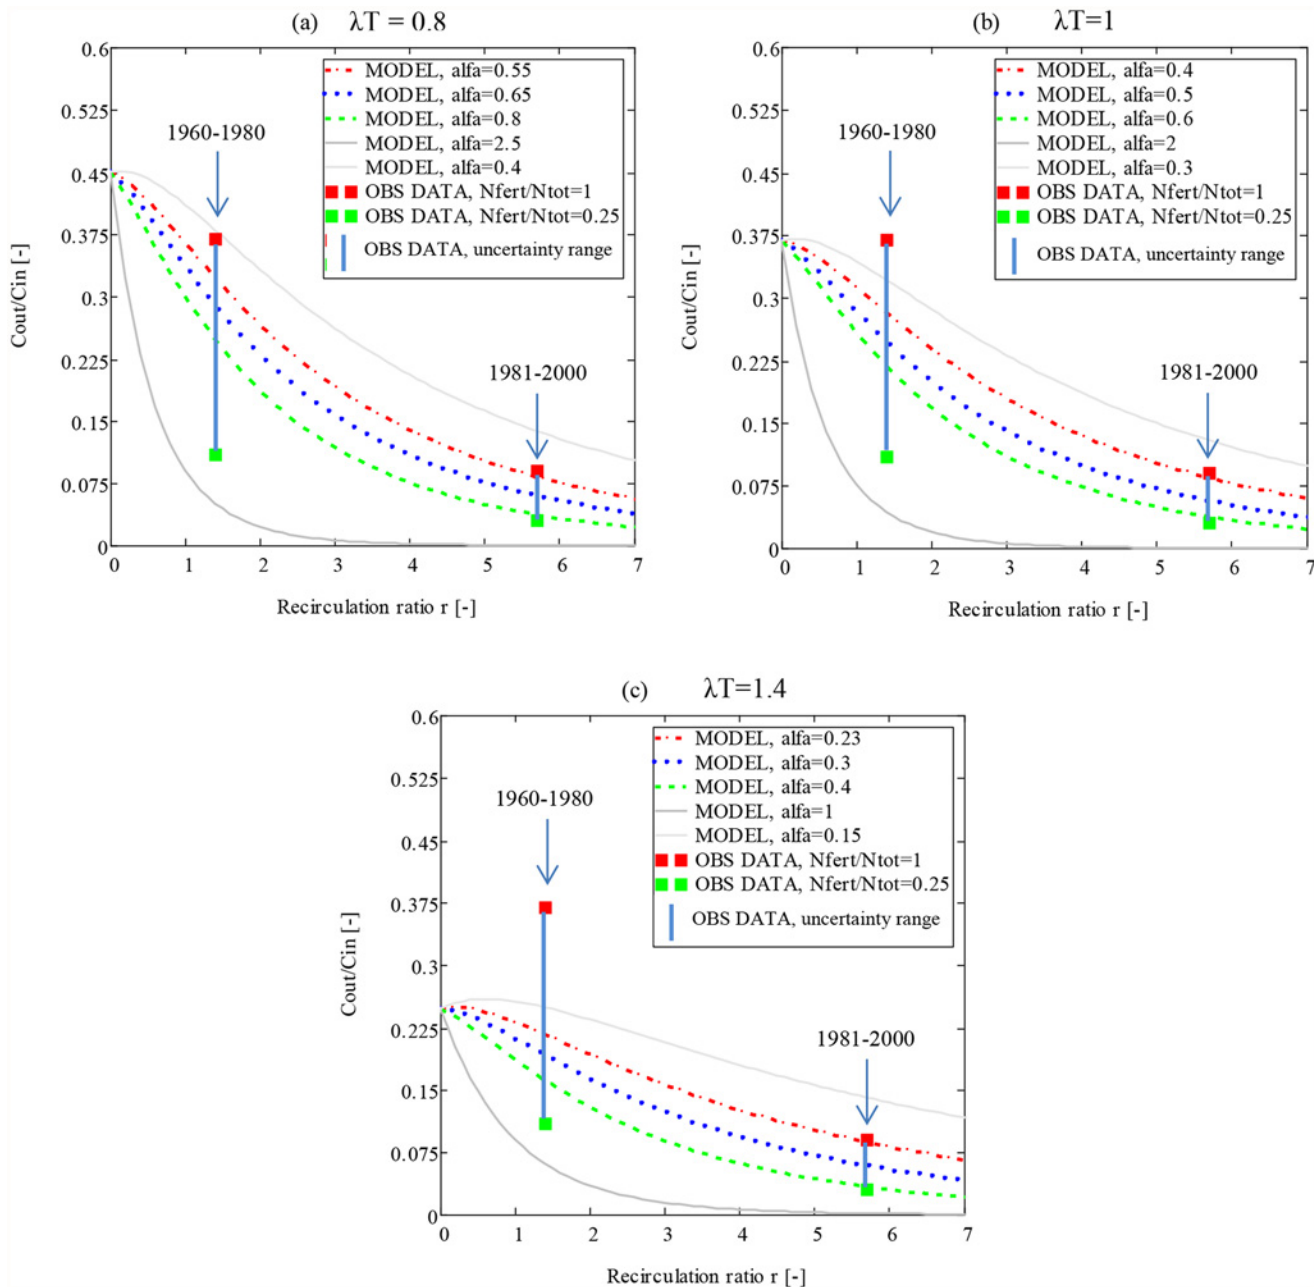 (a) λT = 0.8
0.6
0.525
0.45
0.375
0.3
0.225
0.15
0.075
0
Cout/Cin [-]
MODEL, alfa=0.55
MODEL, alfa=0.65
MODEL, alfa=0.8
MODEL, alfa=2.5
MODEL, alfa=0.4
OBS DATA, Nfert/Ntot=1
OBS DATA, Nfert/Ntot=0.25
OBS DATA, uncertainty range
1960-1980
1981-2000
0 1 2 3 4 5 6 7
Recirculation ratio r [-]
(b) λT=1
0.6
0.525
0.45
0.375
0.3
0.225
0.15
0.075
0
Cout/Cin [-]
MODEL, alfa=0.4
MODEL, alfa=0.5
MODEL, alfa=0.6
MODEL, alfa=2
MODEL, alfa=0.3
OBS DATA, Nfert/Ntot=1
OBS DATA, Nfert/Ntot=0.25
OBS DATA, uncertainty range
1960-1980
1981-2000
0 1 2 3 4 5 6 7
Recirculation ratio r [-]
(c) λT=1.4
0.6
0.525
0.45
0.375
0.3
0.225
0.15
0.075
0
Cout/Cin [-]
MODEL, alfa=0.23
MODEL, alfa=0.3
MODEL, alfa=0.4
MODEL, alfa=1
MODEL, alfa=0.15
OBS DATA, Nfert/Ntot=1
OBS DATA, Nfert/Ntot=0.25
OBS DATA, uncertainty range
1960-1980
1981-2000
0 1 2 3 4 5 6 7
Recirculation ratio r [-]